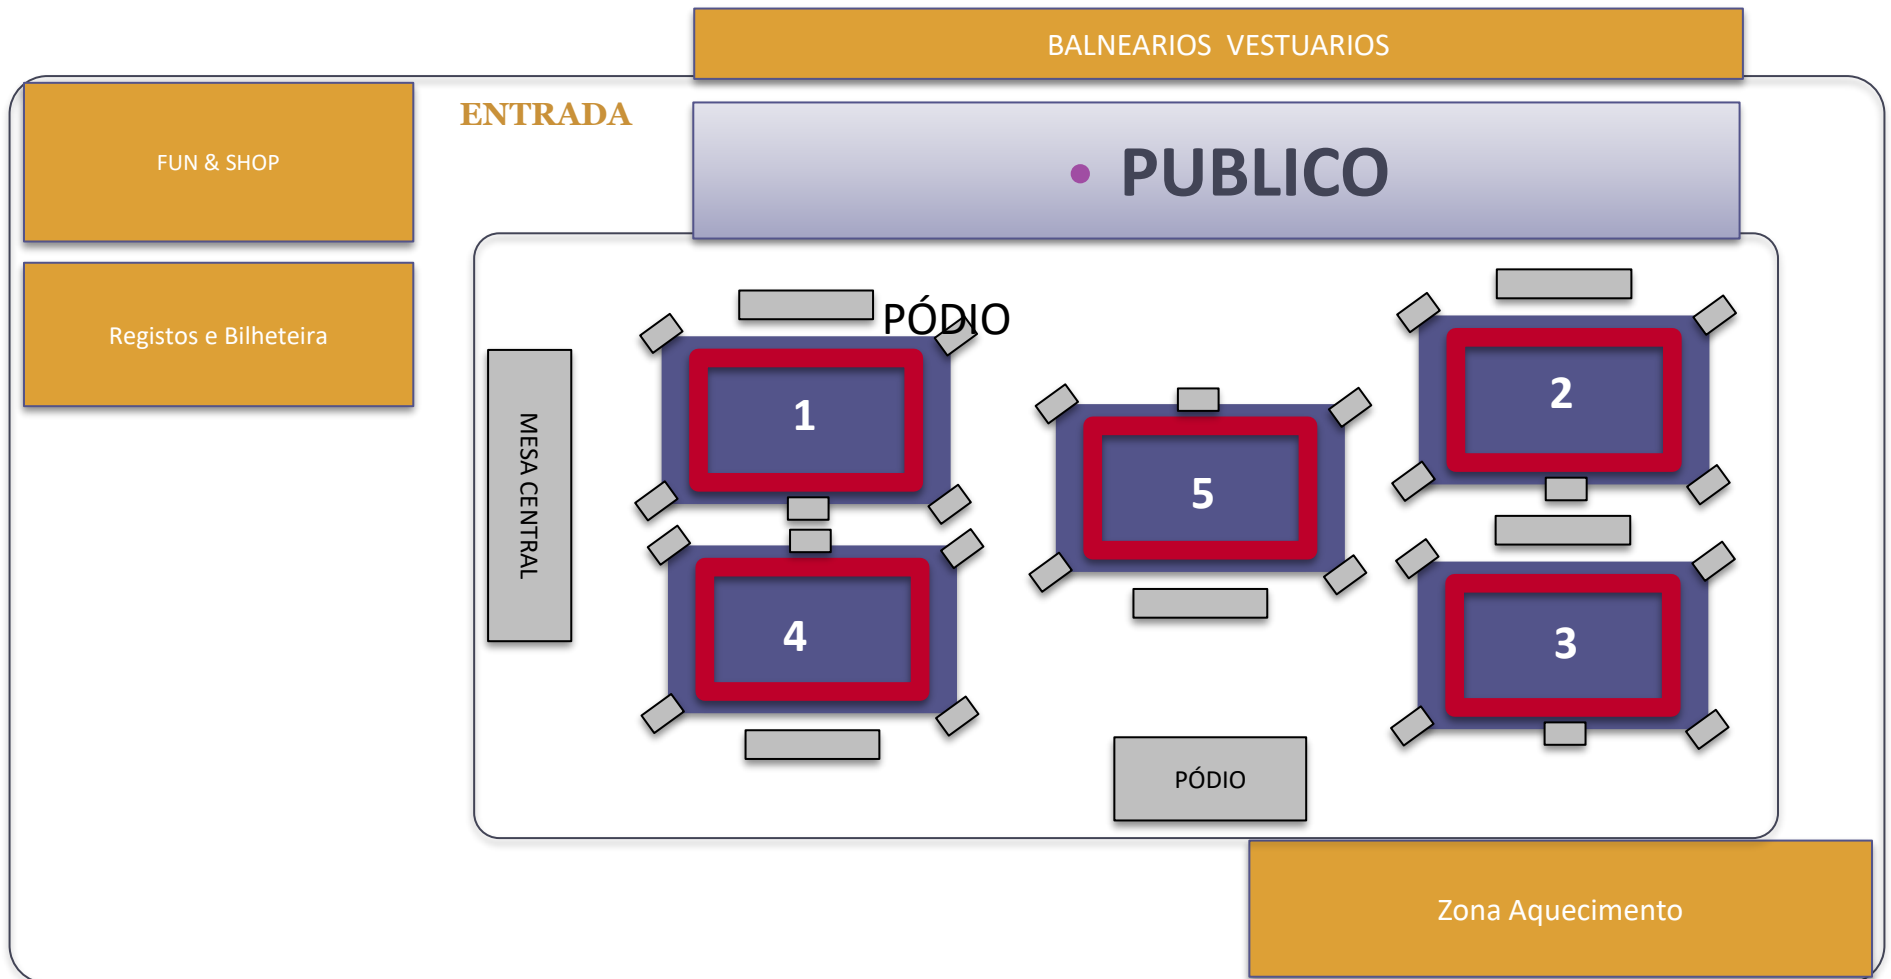 BALNEARIOS VESTUARIOS
ENTRADA
FUN & SHOP
• PUBLICO
Registos e Bilheteira
PÓDIO
MESA CENTRAL
1
2
5
4
3
PÓDIO
Zona Aquecimento